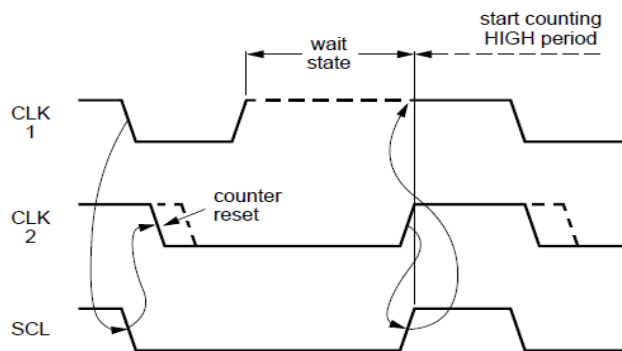 start counting
HIGH period
wait
state
CLK
1
counter
reset
CLK
2
SCL